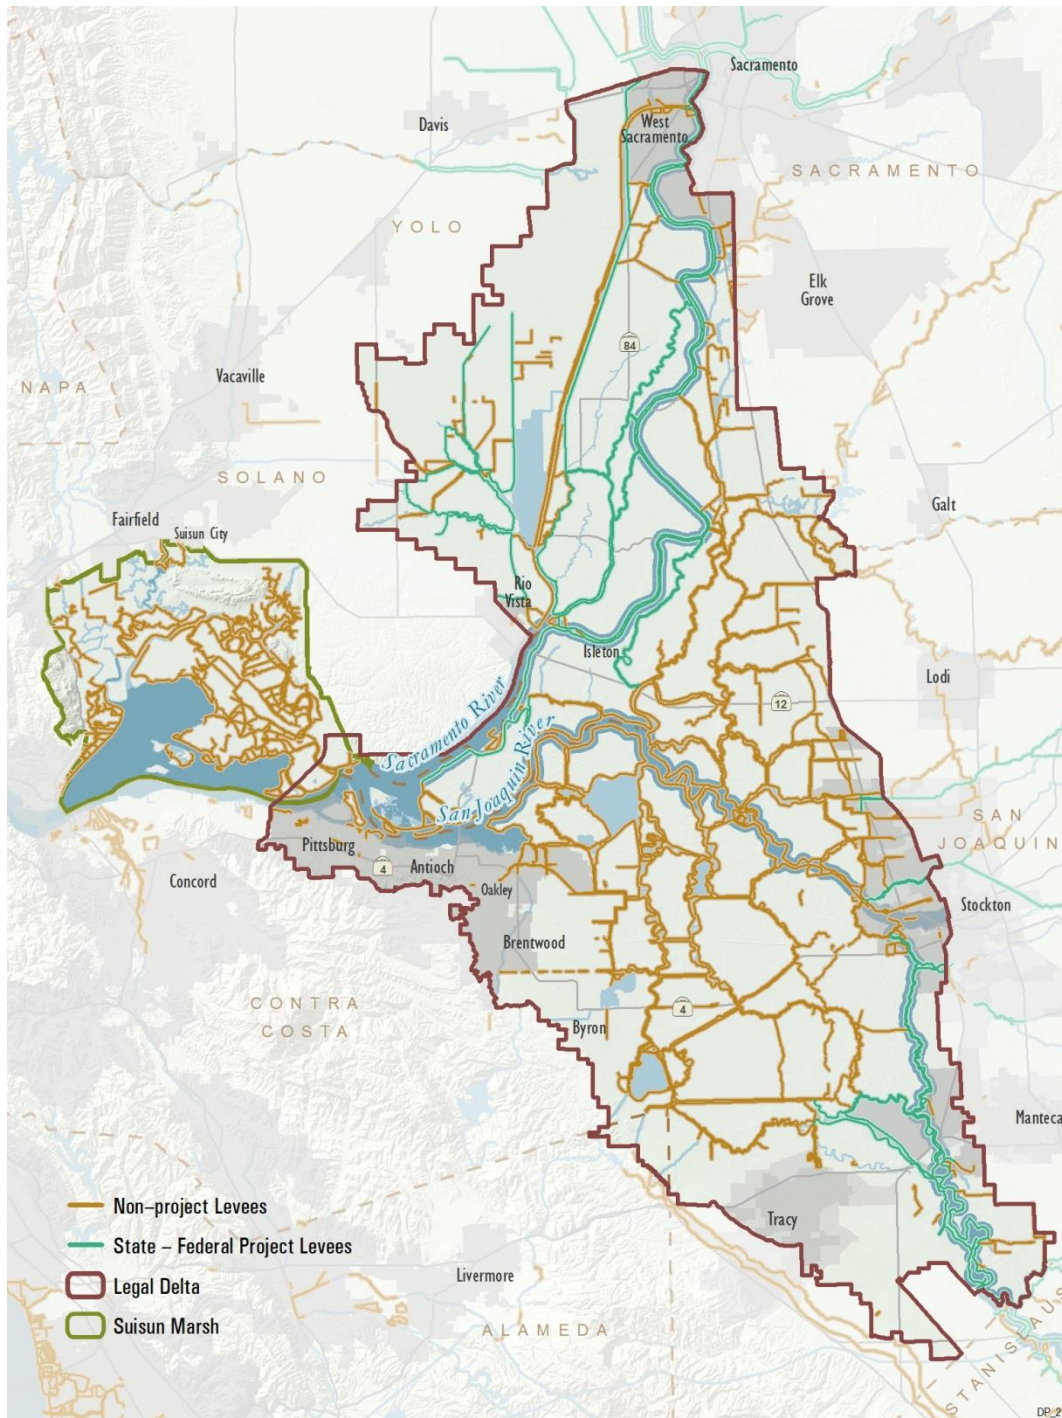 Sacramento
Davis
West
Sacramento
SACRAMENTO
YOLO
Elk
Grove
84
NAPA
Vacaville
SOLANO
Galt
Fairfield
Suisun City
Rio
Vista
Isleton
Lodi
12
Sacramento River
San Joaquin River
SAN
JOAQUIN
Pittsburg
4
Antioch
Concord
Oakley
Stockton
Brentwood
CONTRA
COSTA
4
Byron
Manteca
Non–project Levees
Tracy
State – Federal Project Levees
Livermore
Legal Delta
ALAMEDA
Suisun Marsh
STANISLAUS
DP_2